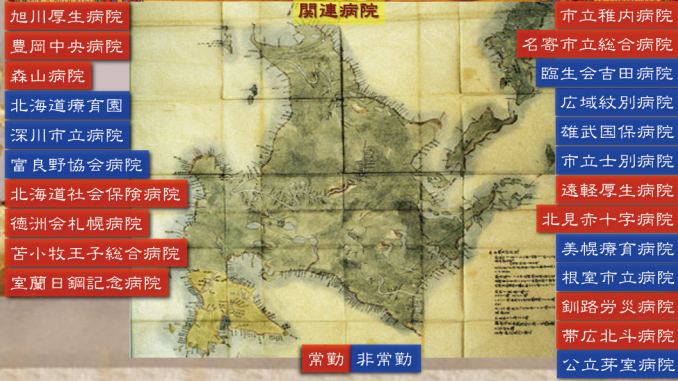 関連病院
旭川厚生病院
豊岡中央病院
森山病院
北海道療育園
深川市立病院
富良野協会病院
北海道社会保険病院
徳洲会札幌病院
苫小牧王子総合病院
室蘭日鋼記念病院
市立稚内病院
名寄市立総合病院
臨生会吉田病院
広域紋別病院
雄武国保病院
市立士別病院
遠軽厚生病院
北見赤十字病院
美幌療育病院
根室市立病院
釧路労災病院
帯広北斗病院
公立芽室病院
常勤 非常勤